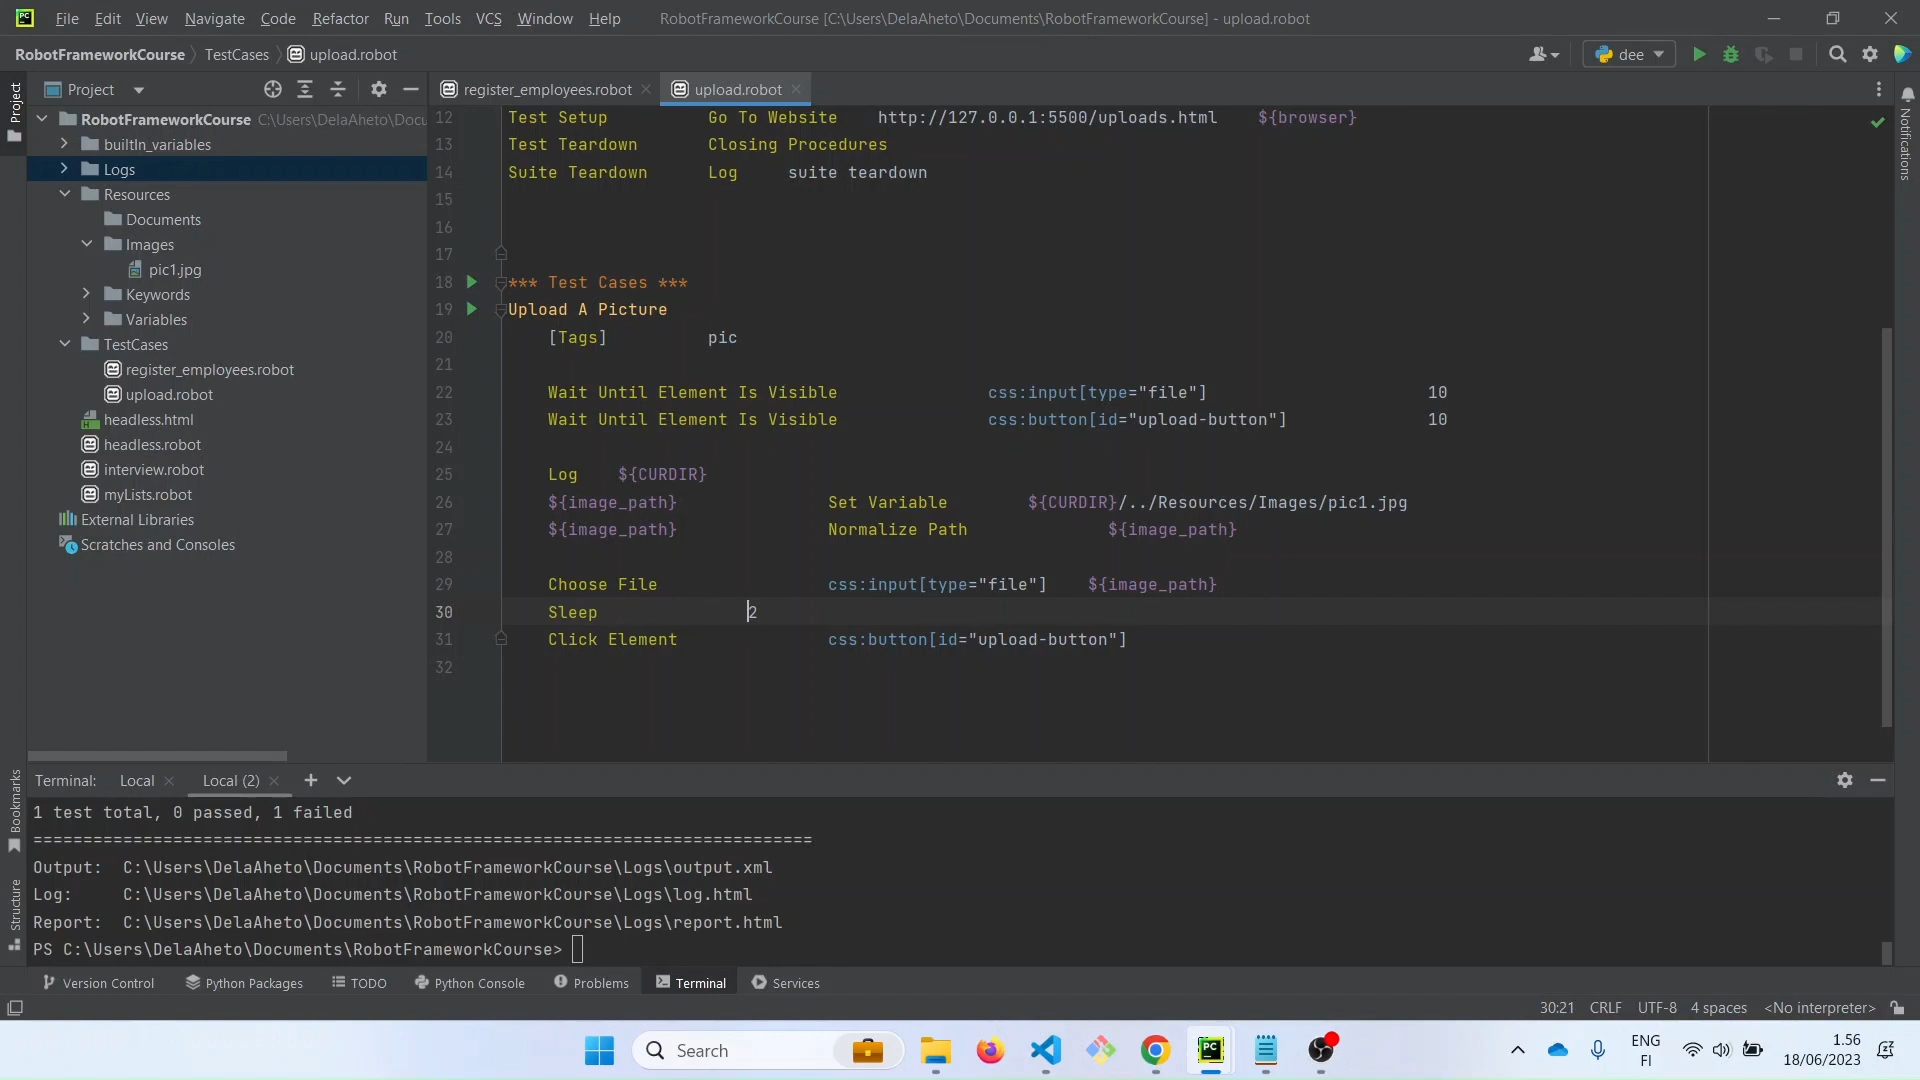 File Edit View Navigate Code Refactor Run Tools VCS Window Help RobotFrameworkCourse [C:\Users\DelaAheto\Documents\RobotFrameworkCourse] - upload.robot
RobotFrameworkCourse TestCases upload.robot dee
Project
Project
RobotFrameworkCourse C:\Users\DelaAheto\Docu
builtIn_variables
Logs
Resources
Documents
Images
pic1.jpg
Keywords
Variables
TestCases
register_employees.robot
upload.robot
headless.html
headless.robot
interview.robot
myLists.robot
External Libraries
Scratches and Consoles
register_employees.robot upload.robot
12 Test Setup Go To Website http://127.0.0.1:5500/uploads.html ${browser}
13 Test Teardown Closing Procedures
14 Suite Teardown Log suite teardown
15
16
17
18 *** Test Cases ***
19 Upload A Picture
20 [Tags] pic
21
22 Wait Until Element Is Visible css:input[type="file"] 10
23 Wait Until Element Is Visible css:button[id="upload-button"] 10
24
25 Log ${CURDIR}
26 ${image_path} Set Variable ${CURDIR}/../Resources/Images/pic1.jpg
27 ${image_path} Normalize Path ${image_path}
28
29 Choose File css:input[type="file"] ${image_path}
30 Sleep 2
31 Click Element css:button[id="upload-button"]
32
Notifications
Bookmarks
Structure
Terminal: Local Local (2)
1 test total, 0 passed, 1 failed
==============================================================================
Output: C:\Users\DelaAheto\Documents\RobotFrameworkCourse\Logs\output.xml
Log: C:\Users\DelaAheto\Documents\RobotFrameworkCourse\Logs\log.html
Report: C:\Users\DelaAheto\Documents\RobotFrameworkCourse\Logs\report.html
PS C:\Users\DelaAheto\Documents\RobotFrameworkCourse>
Version Control Python Packages TODO Python Console Problems Terminal Services
30:21 CRLF UTF-8 4 spaces <No interpreter>
Search
ENG
FI
1.56
18/06/2023